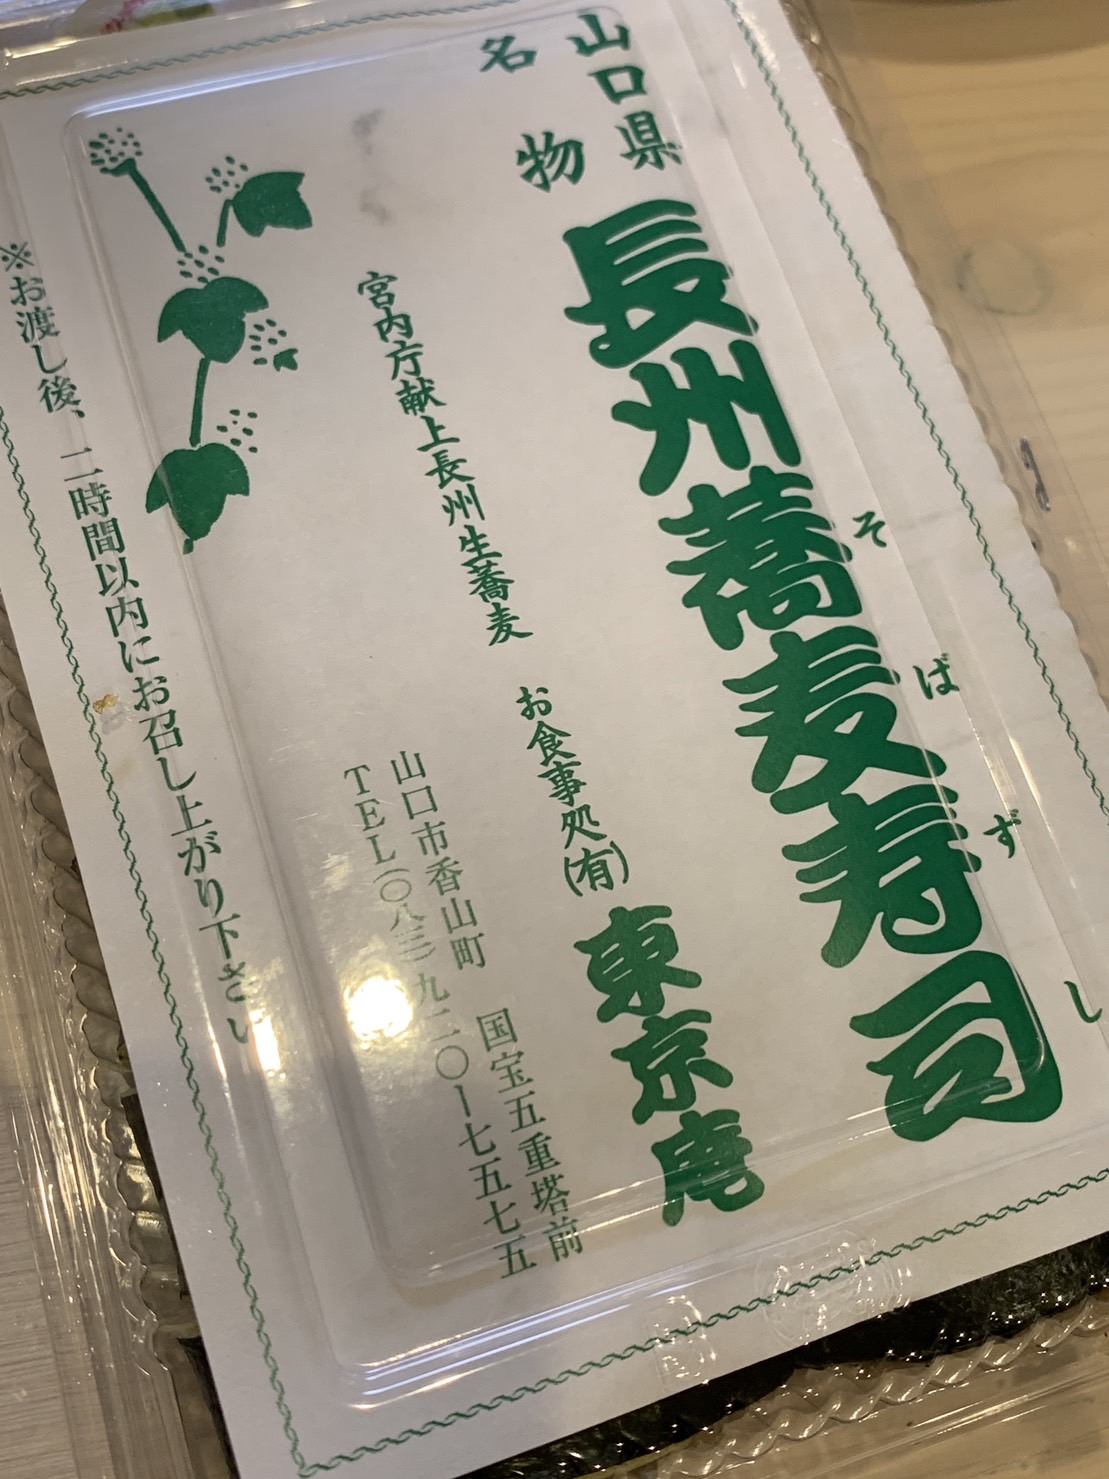 山口県
名物
長州蕎麦寿司
そばずし
宮内庁献上長州生蕎麦
お食事処(有)
東京庵
山口市香山町 国宝五重塔前
TEL(〇八三)九二〇ー七五七五
※お渡し後、二時間以内にお召し上がり下さい